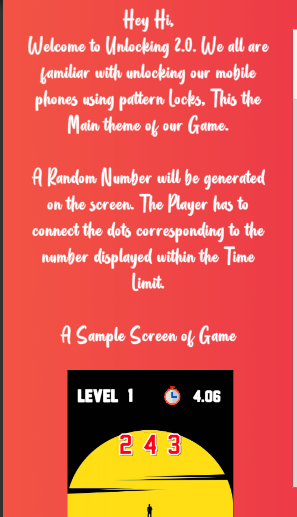 Hey Hi,
Welcome to Unlocking 2.0. We all are
familiar with unlocking our mobile
phones using pattern Locks, This the
Main theme of our Game.
A Random Number will be generated
on the screen. The Player has to
connect the dots corresponding to the
number displayed within the Time
Limit.
A Sample Screen of Game
LEVEL 1 4.06
2 4 3